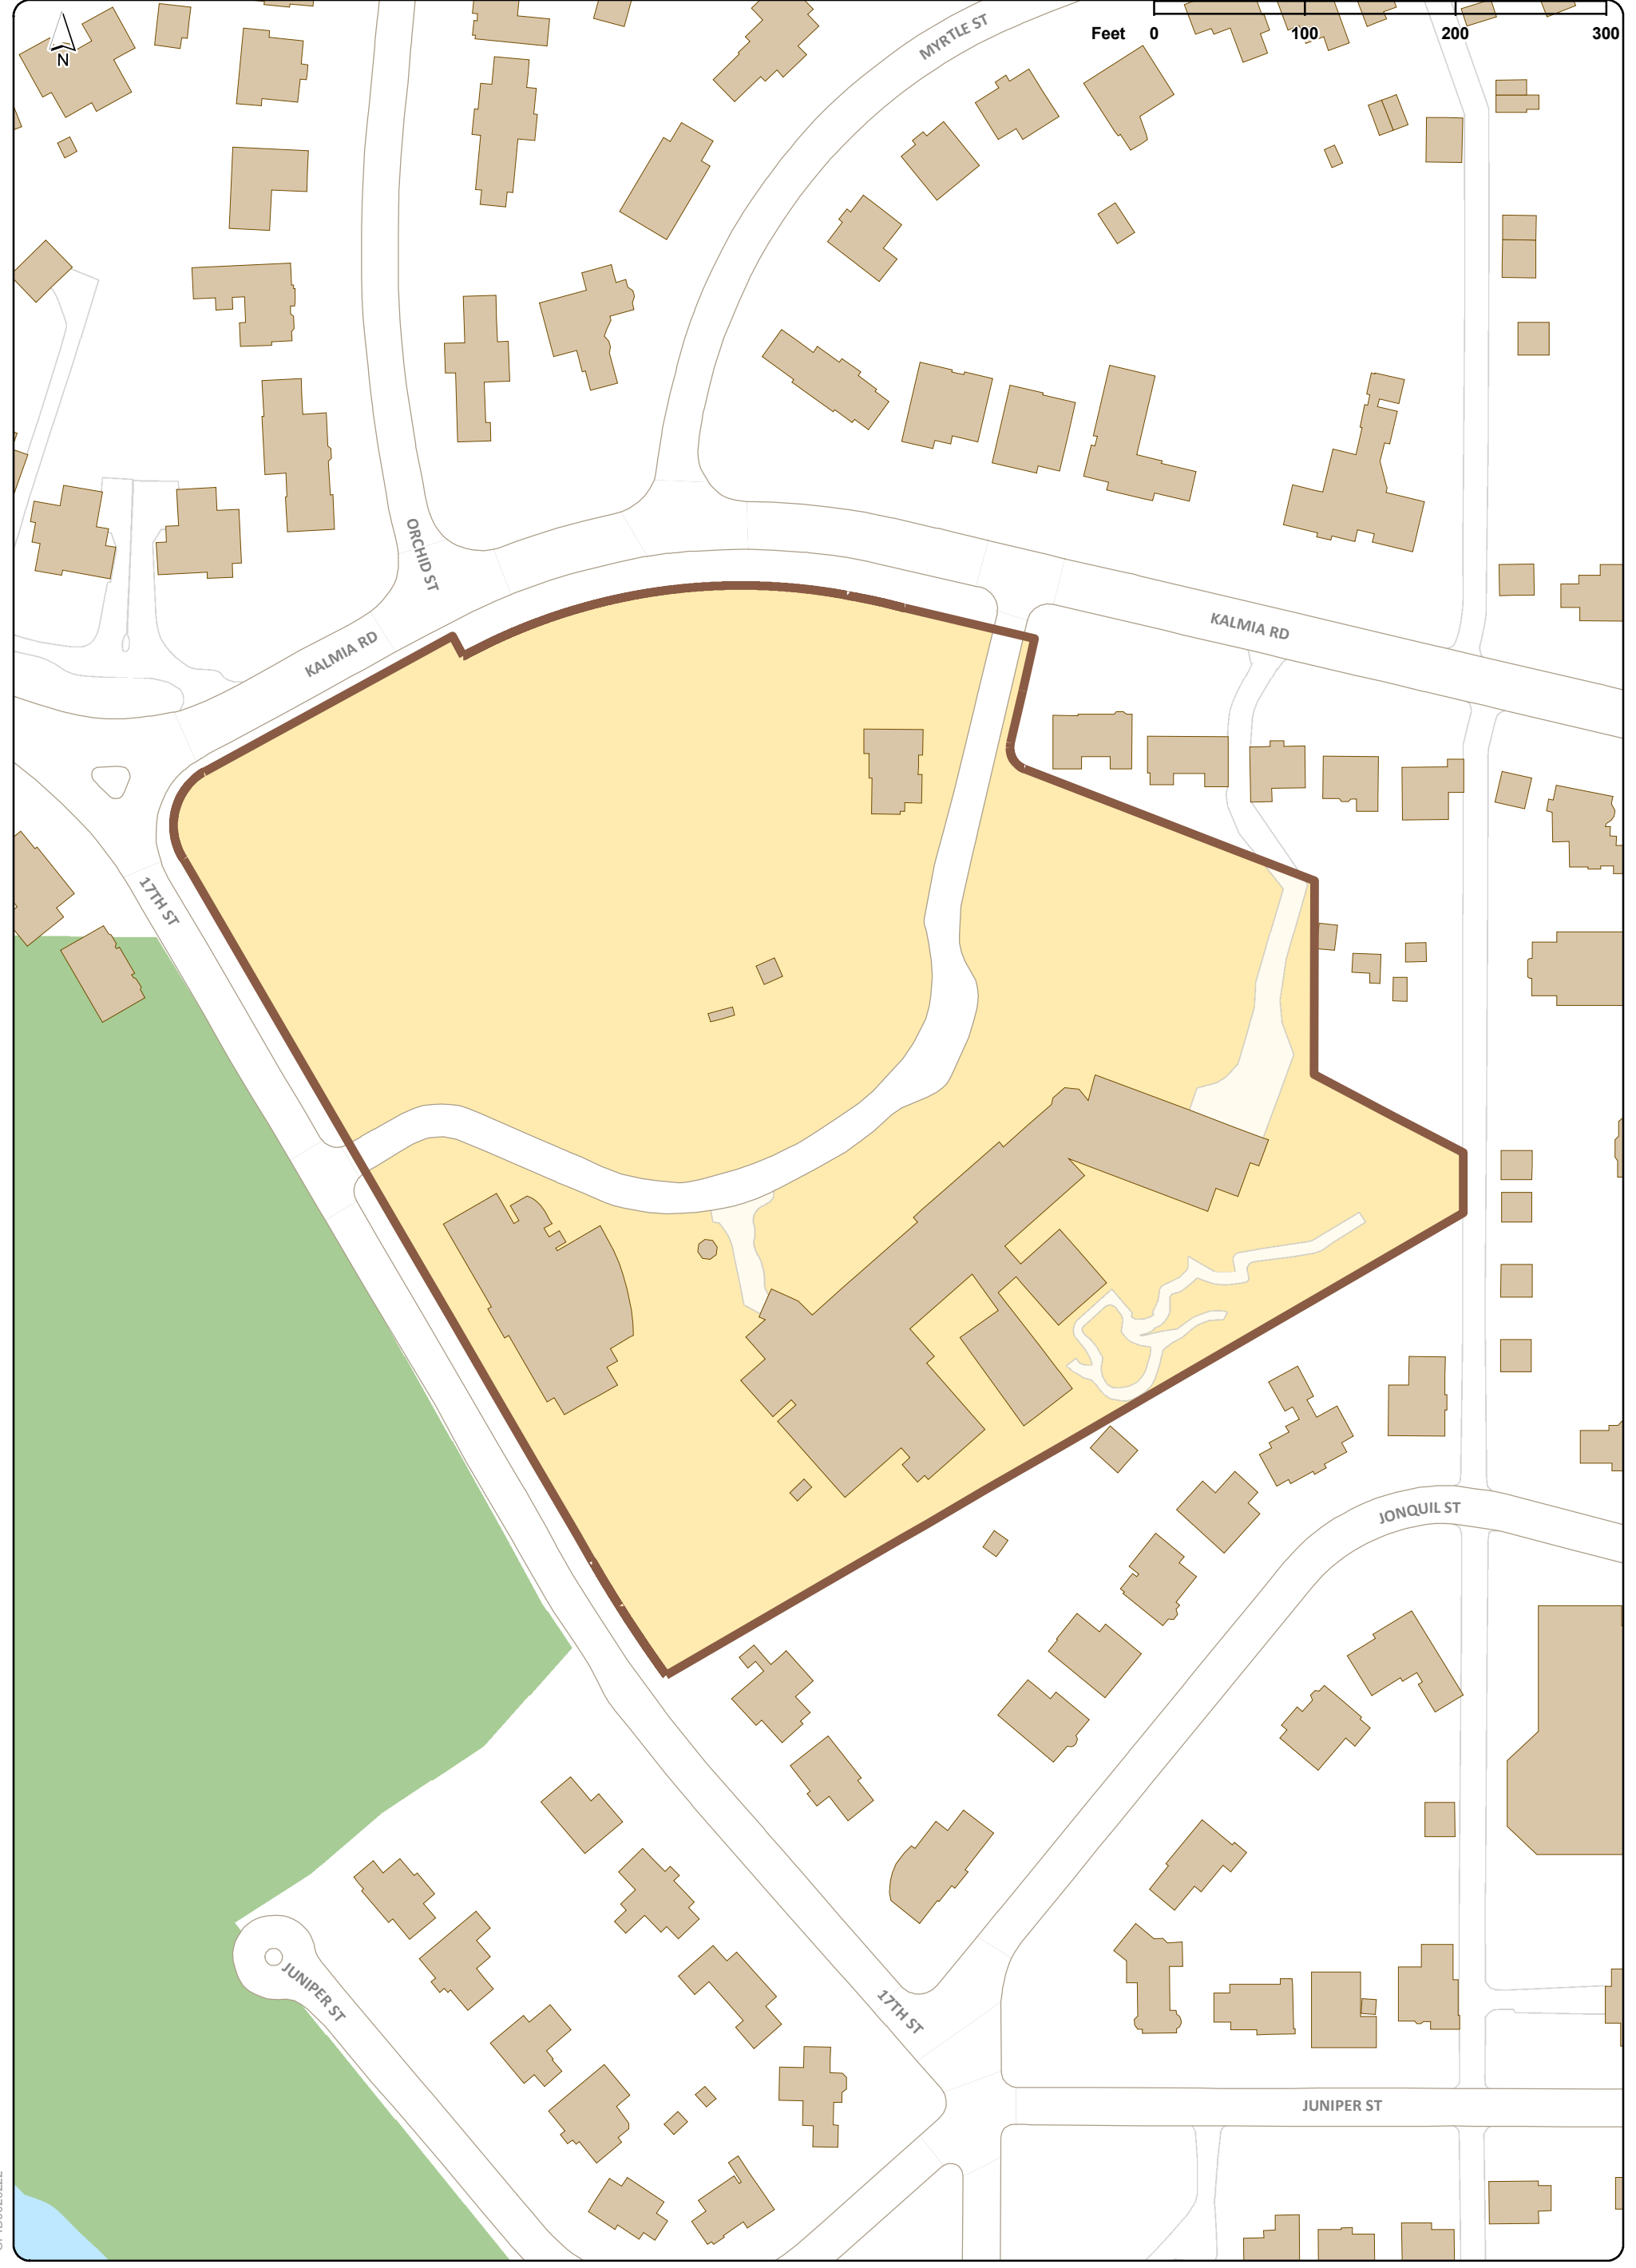 N
Feet 0 100 200 300
MYRTLE ST
ORCHID ST
KALMIA RD
KALMIA RD
17TH ST
JONQUIL ST
JUNIPER ST
17TH ST
JUNIPER ST